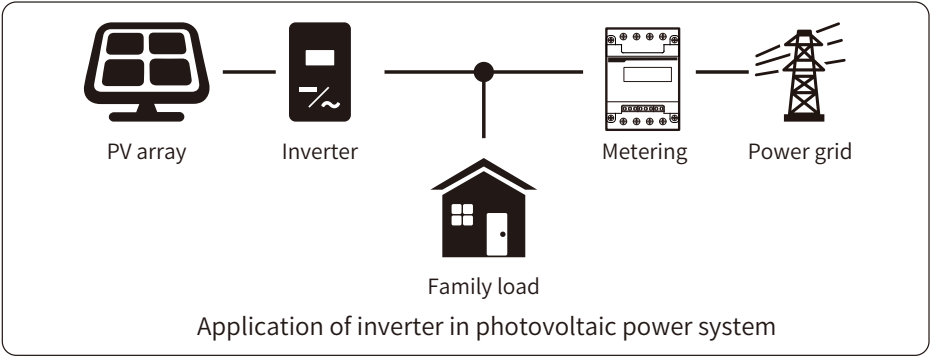 PV array
Inverter
Metering
Power grid
Family load
Application of inverter in photovoltaic power system